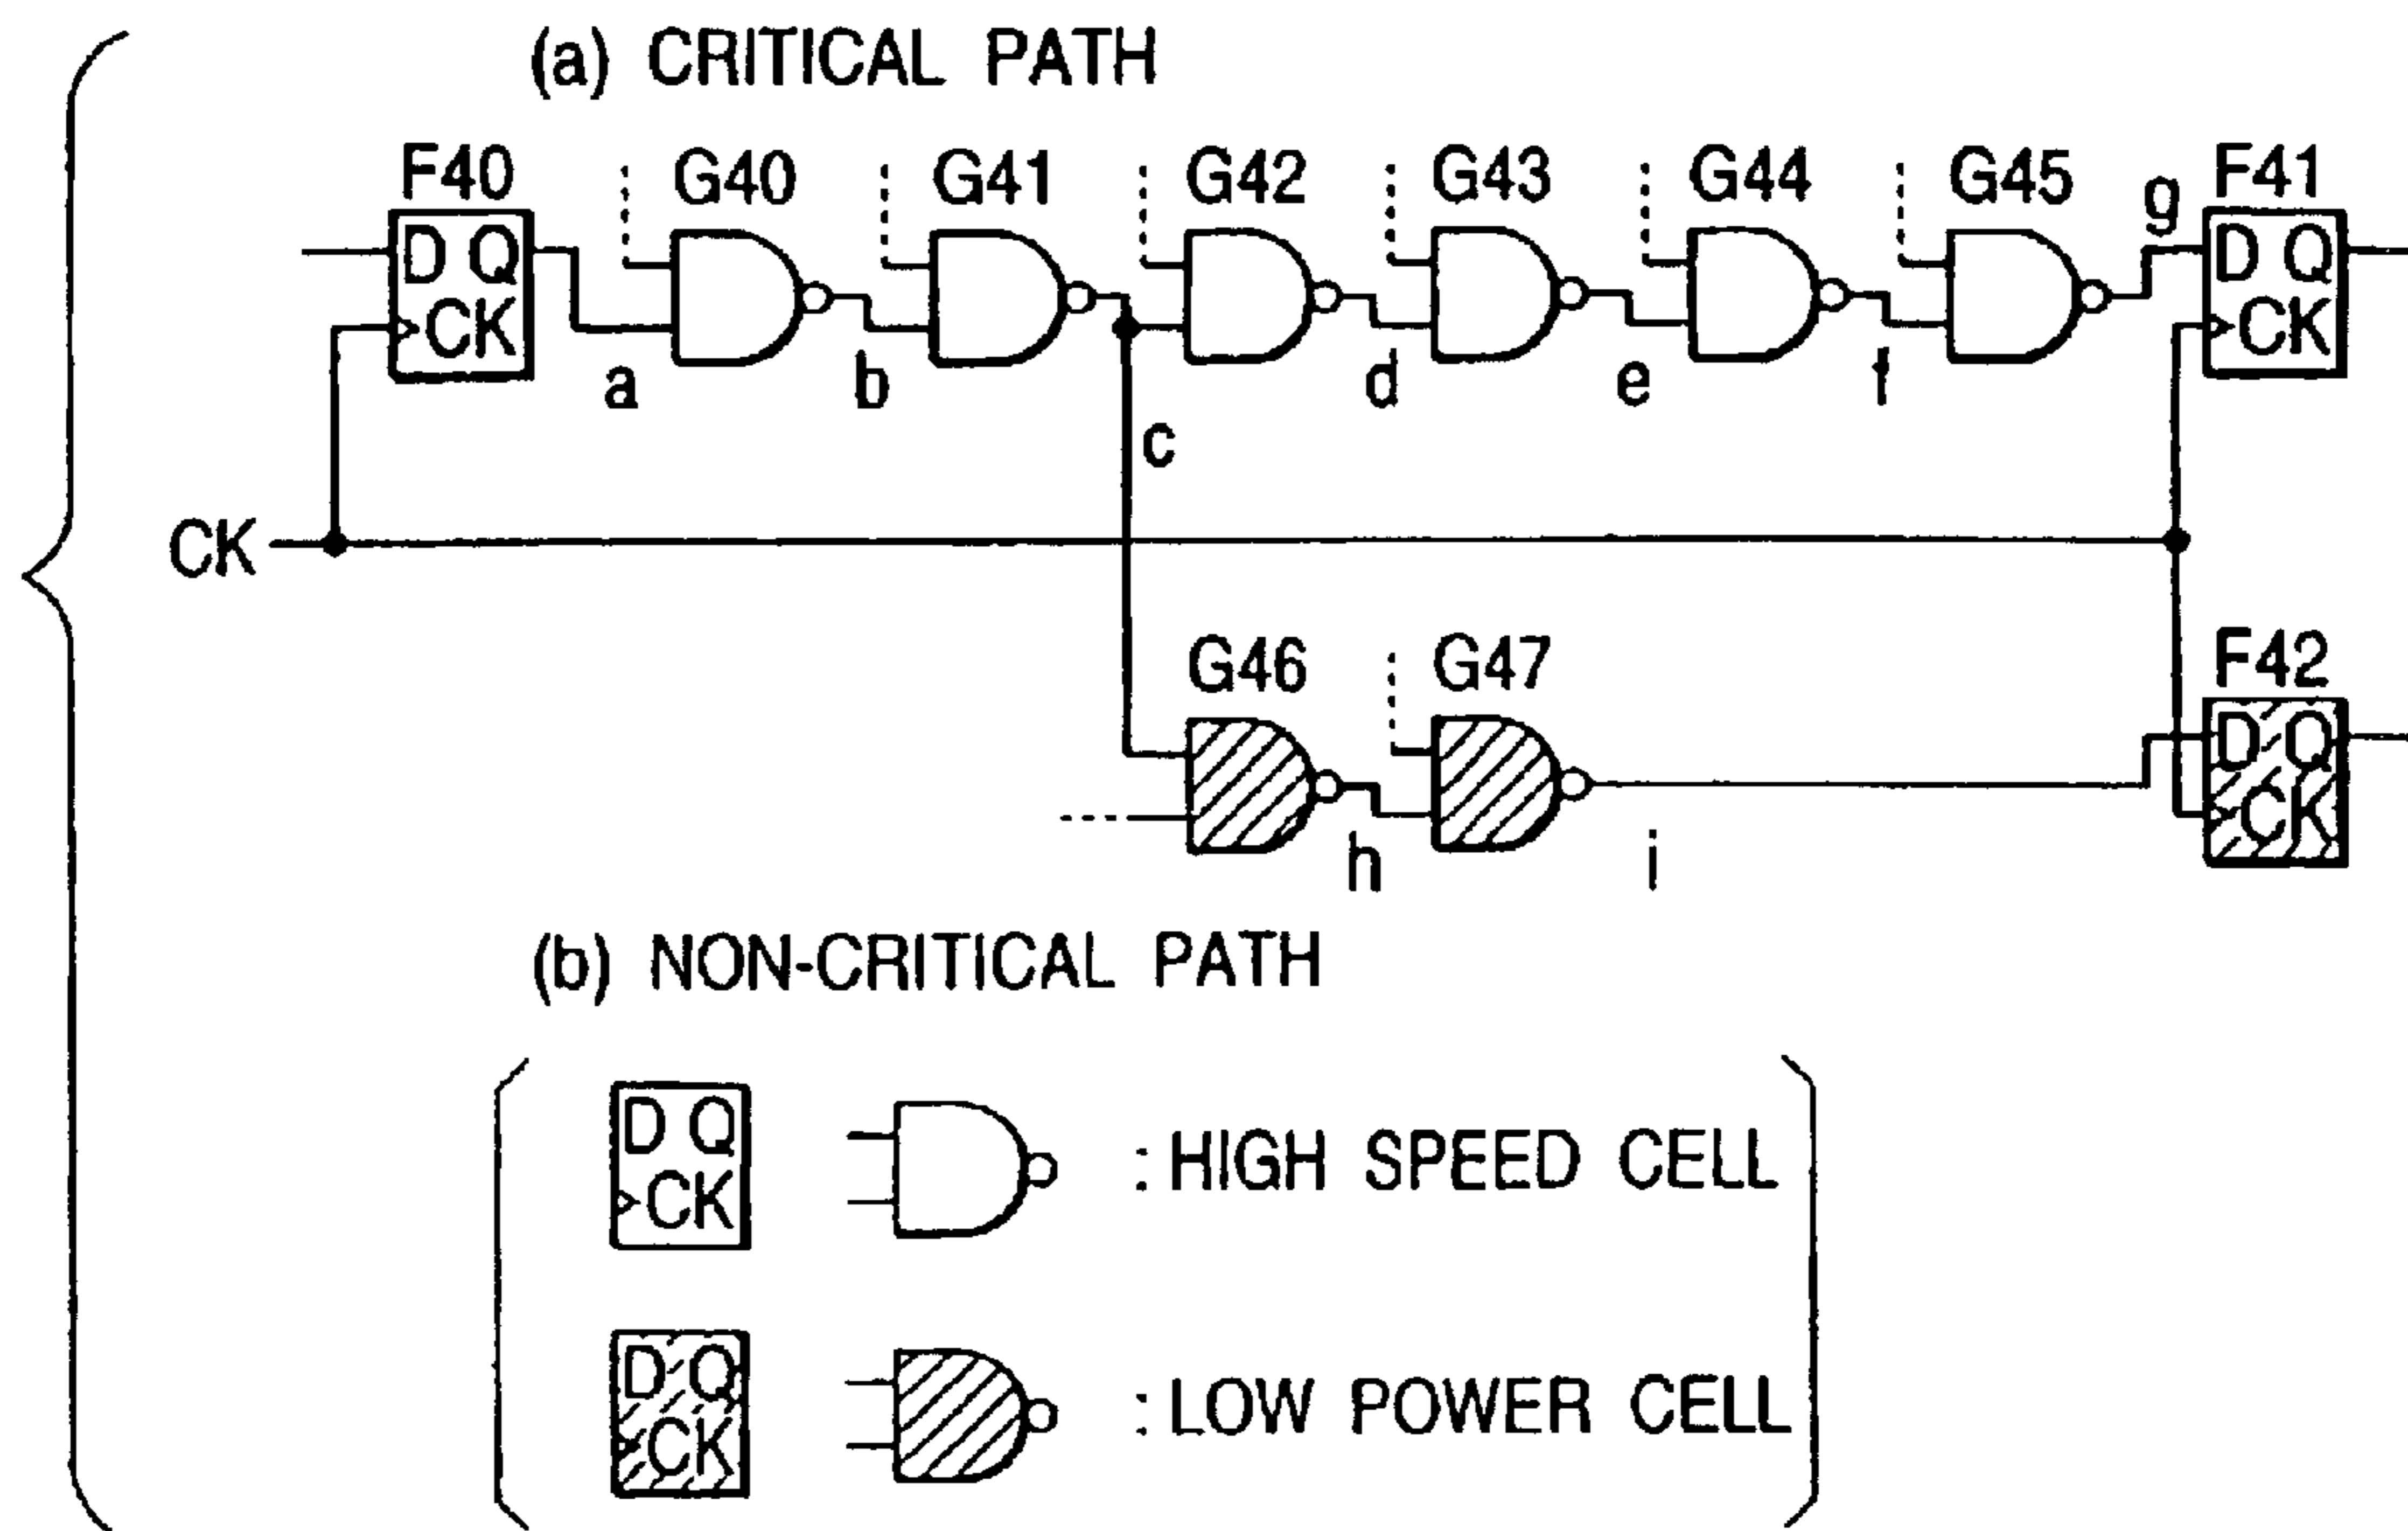 (a) CRITICAL PATH
F40 G40 G41 G42 G43 G44 G45 g F41
D Q
CK
D Q
CK
a b d e f
c
CK
G46 G47 F42
D Q
CK
h i
(b) NON-CRITICAL PATH
D Q
CK
: HIGH SPEED CELL
D Q
CK
: LOW POWER CELL